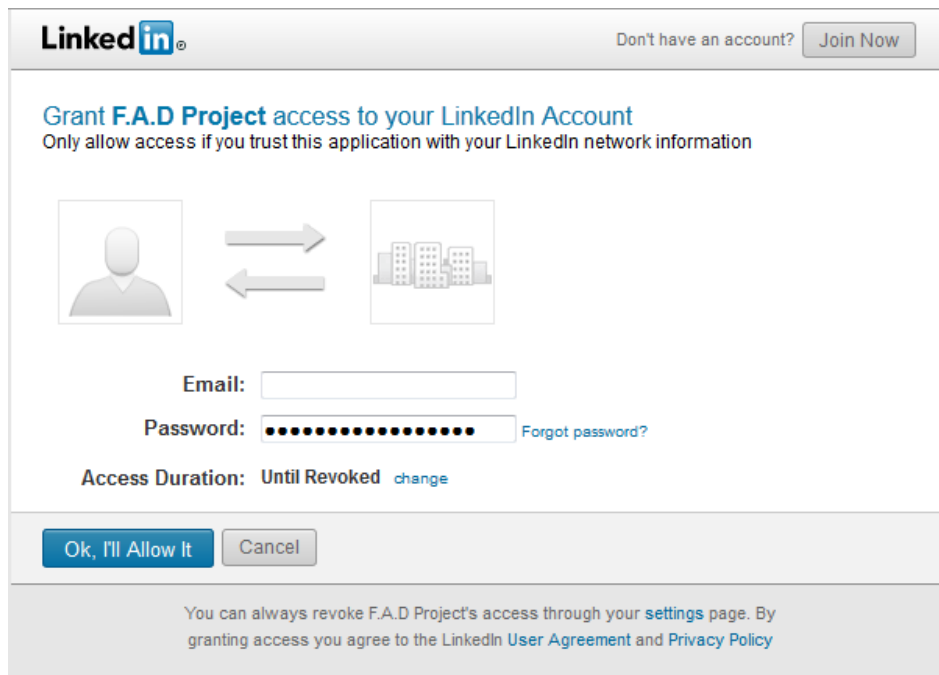 Linked in ®
Don't have an account? Join Now
Grant F.A.D Project access to your LinkedIn Account
Only allow access if you trust this application with your LinkedIn network information
Email:
Password: ●●●●●●●●●●●●●●●●● Forgot password?
Access Duration: Until Revoked change
Ok, I'll Allow It Cancel
You can always revoke F.A.D Project's access through your settings page. By
granting access you agree to the LinkedIn User Agreement and Privacy Policy